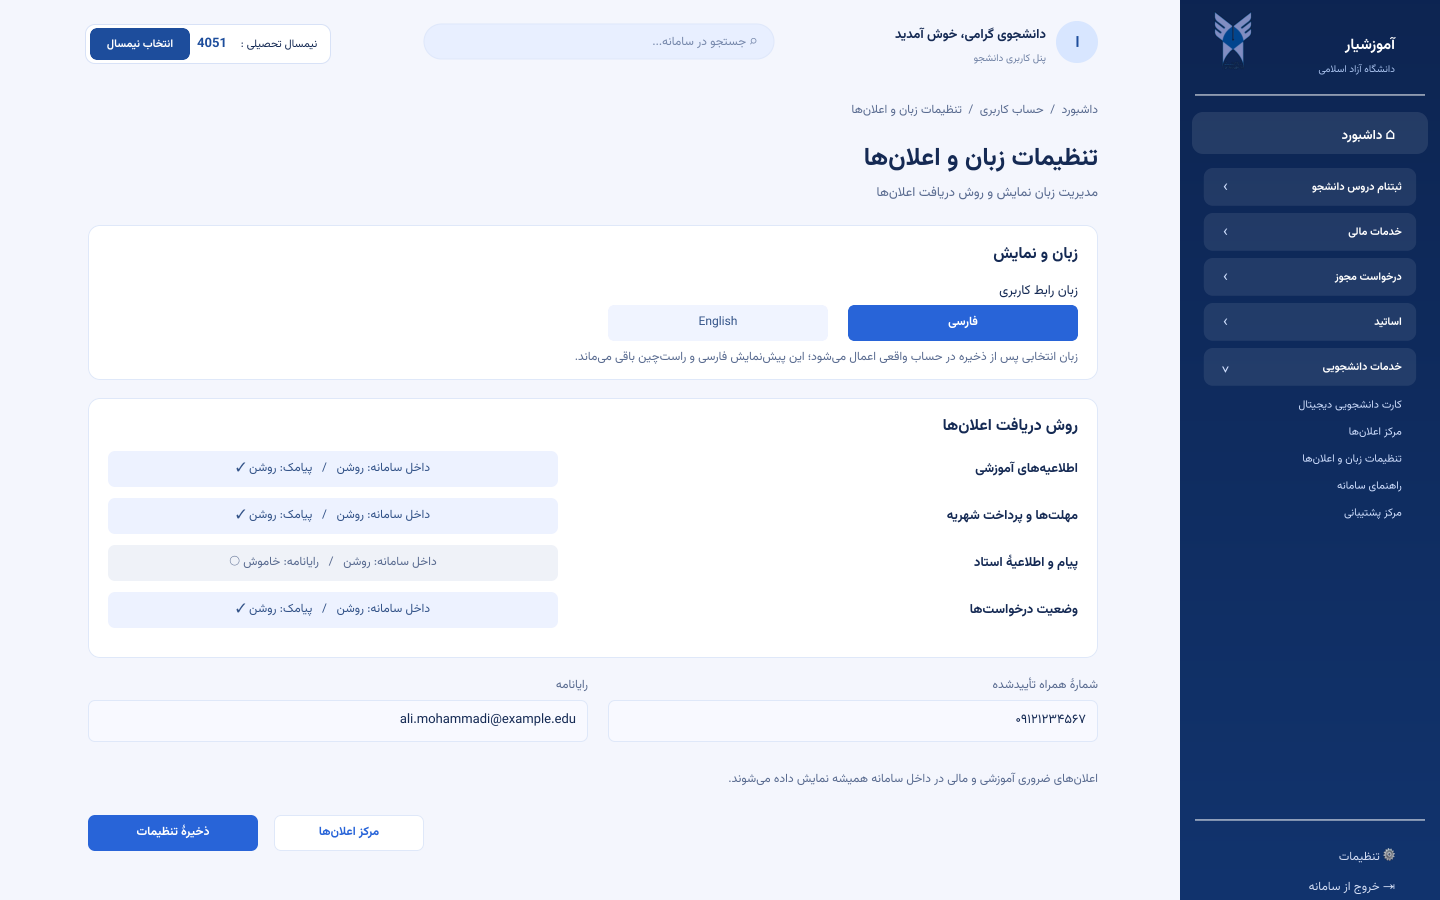 آموزشیار
دانشگاه آزاد اسلامی
⌂ داشبورد
ثبتنام دروس دانشجو ‹
خدمات مالی ‹
درخواست مجوز ‹
اساتید ‹
خدمات دانشجویی ˅
کارت دانشجویی دیجیتال
مرکز اعلان‌ها
تنظیمات زبان و اعلان‌ها
راهنمای سامانه
مرکز پشتیبانی
تنظیمات
خروج از سامانه
ا
دانشجوی گرامی، خوش آمدید
پنل کاربری دانشجو
⌕ جستجو در سامانه...
نیمسال تحصیلی : 4051
انتخاب نیمسال
داشبورد / حساب کاربری / تنظیمات زبان و اعلان‌ها
تنظیمات زبان و اعلان‌ها
مدیریت زبان نمایش و روش دریافت اعلان‌ها
زبان و نمایش
زبان رابط کاربری
فارسی
English
زبان انتخابی پس از ذخیره در حساب واقعی اعمال می‌شود؛ این پیش‌نمایش فارسی و راست‌چین باقی می‌ماند.
روش دریافت اعلان‌ها
اطلاعیه‌های آموزشی
داخل سامانه: روشن / پیامک: روشن ✓
مهلت‌ها و پرداخت شهریه
داخل سامانه: روشن / پیامک: روشن ✓
پیام و اطلاعیهٔ استاد
داخل سامانه: روشن / رایانامه: خاموش ○
وضعیت درخواست‌ها
داخل سامانه: روشن / پیامک: روشن ✓
شمارهٔ همراه تأییدشده
۰۹۱۲۱۲۳۴۵۶۷
رایانامه
ali.mohammadi@example.edu
اعلان‌های ضروری آموزشی و مالی در داخل سامانه همیشه نمایش داده می‌شوند.
مرکز اعلان‌ها
ذخیرهٔ تنظیمات